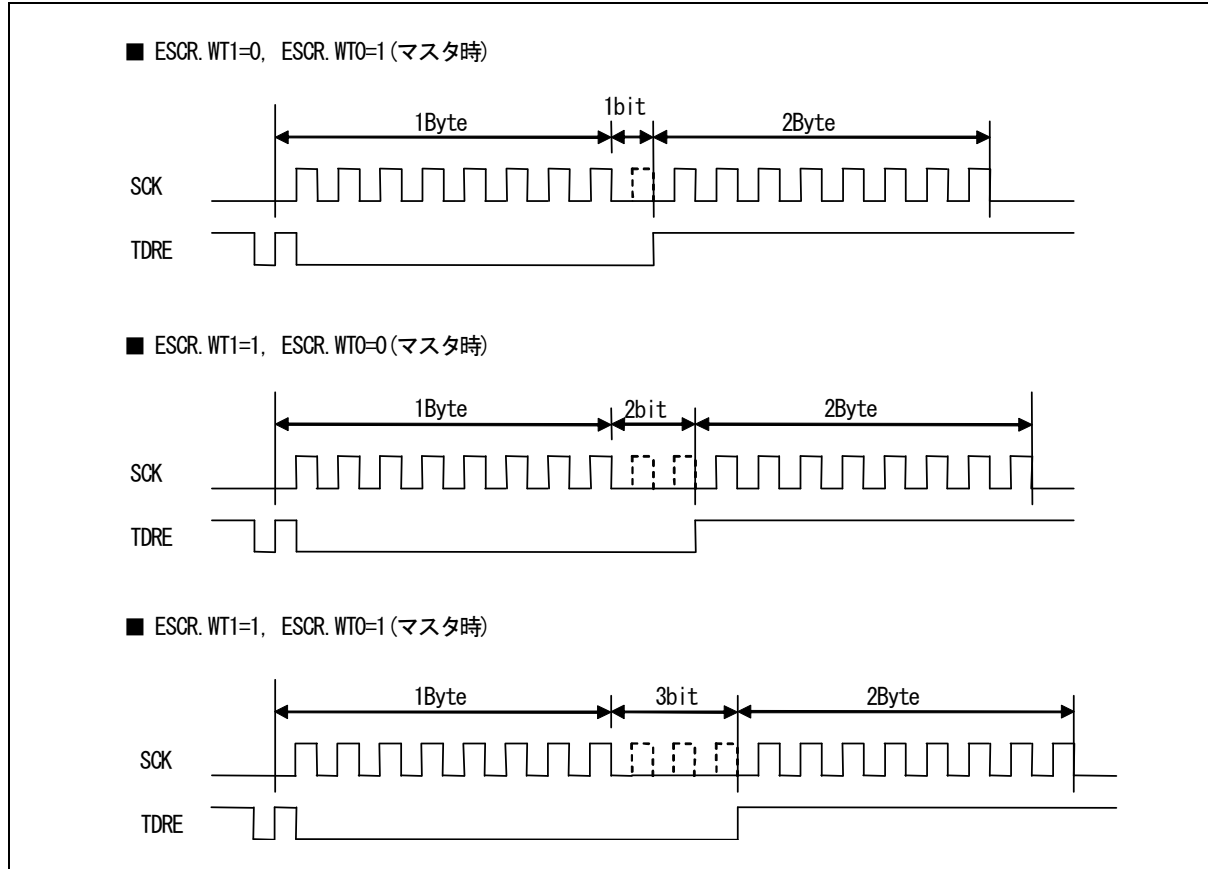 ■ ESCR.WT1=0, ESCR.WT0=1(マスタ時)
1Byte 1bit 2Byte
SCK
TDRE
■ ESCR.WT1=1, ESCR.WT0=0(マスタ時)
1Byte 2bit 2Byte
SCK
TDRE
■ ESCR.WT1=1, ESCR.WT0=1(マスタ時)
1Byte 3bit 2Byte
SCK
TDRE